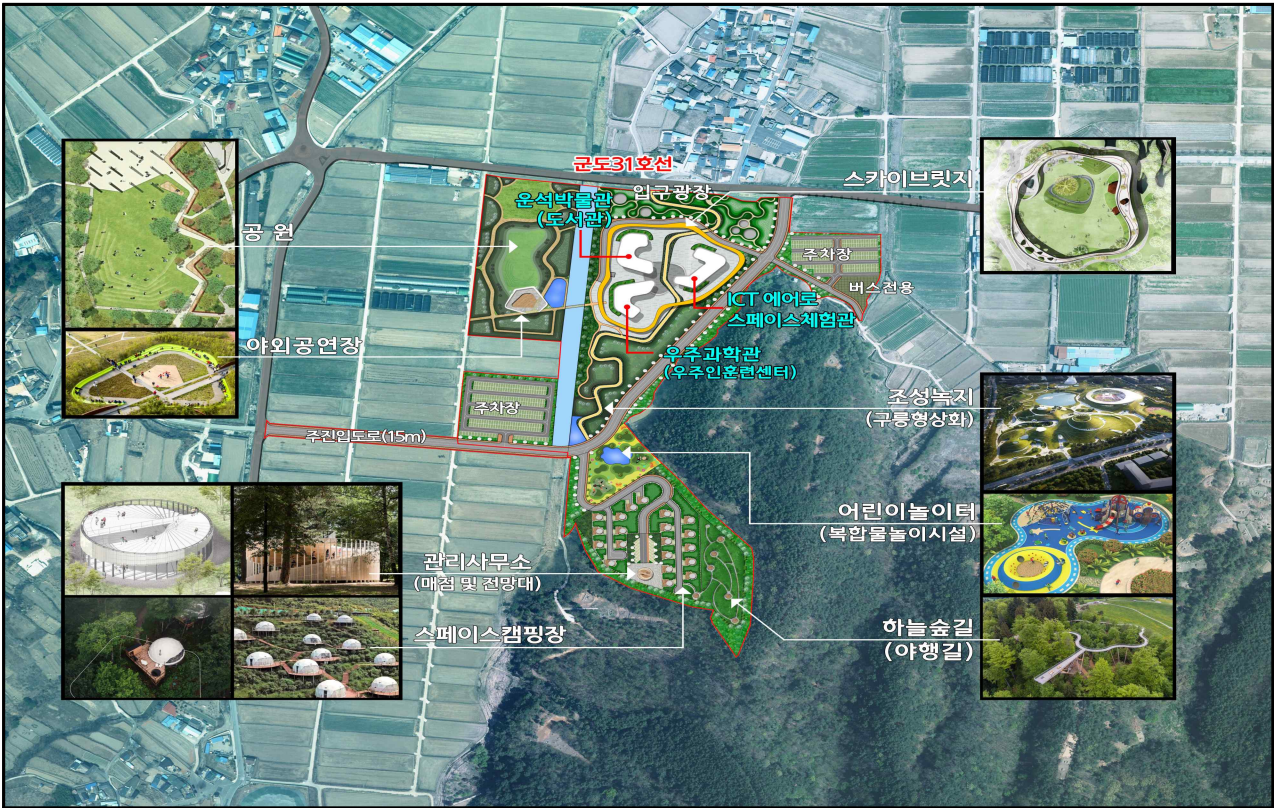 군도31호선
운석박물관
(도서관)
입구광장
스카이브릿지
공 원
주차장
버스전용
ICT 에어로
스페이스체험관
야외공연장
우주과학관
(우주인훈련센터)
주차장
조성녹지
(구릉형상화)
주진입도로(15m)
어린이놀이터
(복합물놀이시설)
관리사무소
(매점 및 전망대)
스페이스캠핑장
하늘숲길
(야행길)